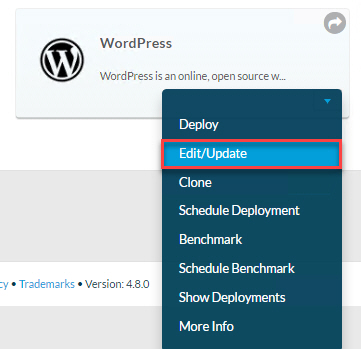 WordPress
WordPress is an online, open source w...
Deploy
Edit/Update
Clone
Schedule Deployment
Benchmark
Schedule Benchmark
cy • Trademarks • Version: 4.8.0
Show Deployments
More Info